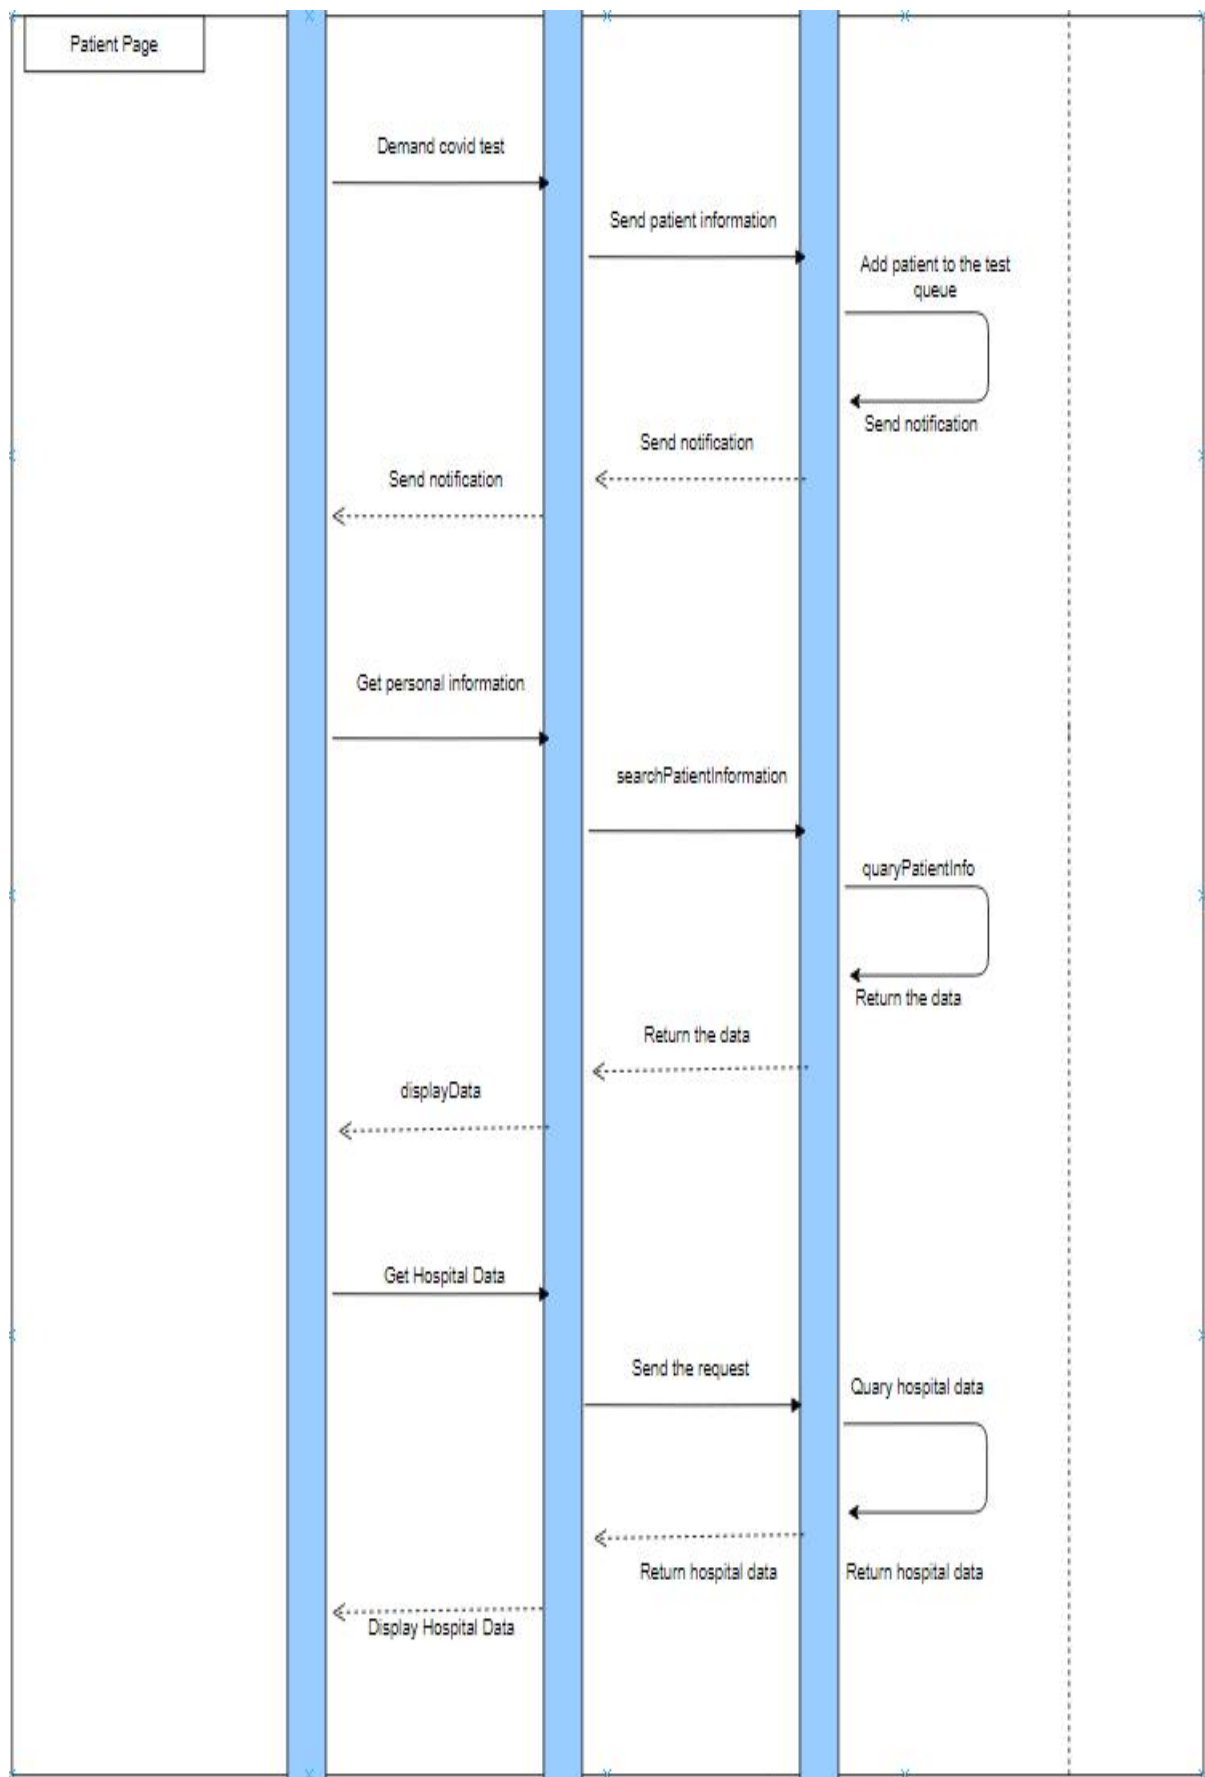 Patient Page
Demand covid test
Send patient information
Add patient to the test
queue
Send notification
Send notification
Send notification
Get personal information
searchPatientInformation
quaryPatientInfo
Return the data
Return the data
displayData
Get Hospital Data
Send the request
Quary hospital data
Return hospital data
Return hospital data
Display Hospital Data